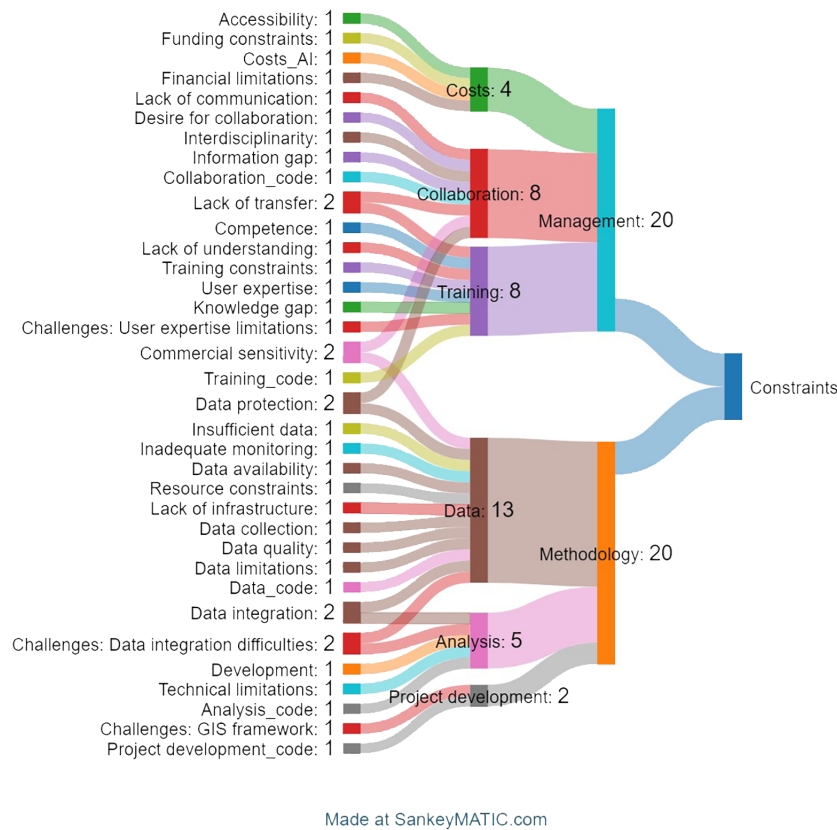 Accessibility: 1
Funding constraints: 1
Costs_AI: 1
Financial limitations: 1
Lack of communication: 1
Desire for collaboration: 1
Interdisciplinarity: 1
Information gap: 1
Collaboration_code: 1
Lack of transfer: 2
Competence: 1
Lack of understanding: 1
Training constraints: 1
User expertise: 1
Knowledge gap: 1
Challenges: User expertise limitations: 1
Commercial sensitivity: 2
Training_code: 1
Data protection: 2
Insufficient data: 1
Inadequate monitoring: 1
Data availability: 1
Resource constraints: 1
Lack of infrastructure: 1
Data collection: 1
Data quality: 1
Data limitations: 1
Data_code: 1
Data integration: 2
Challenges: Data integration difficulties: 2
Development: 1
Technical limitations: 1
Analysis_code: 1
Challenges: GIS framework: 1
Project development_code: 1
Costs: 4
Collaboration: 8
Training: 8
Data: 13
Analysis: 5
Project development: 2
Management: 20
Methodology: 20
Constraints
Made at SankeyMATIC.com